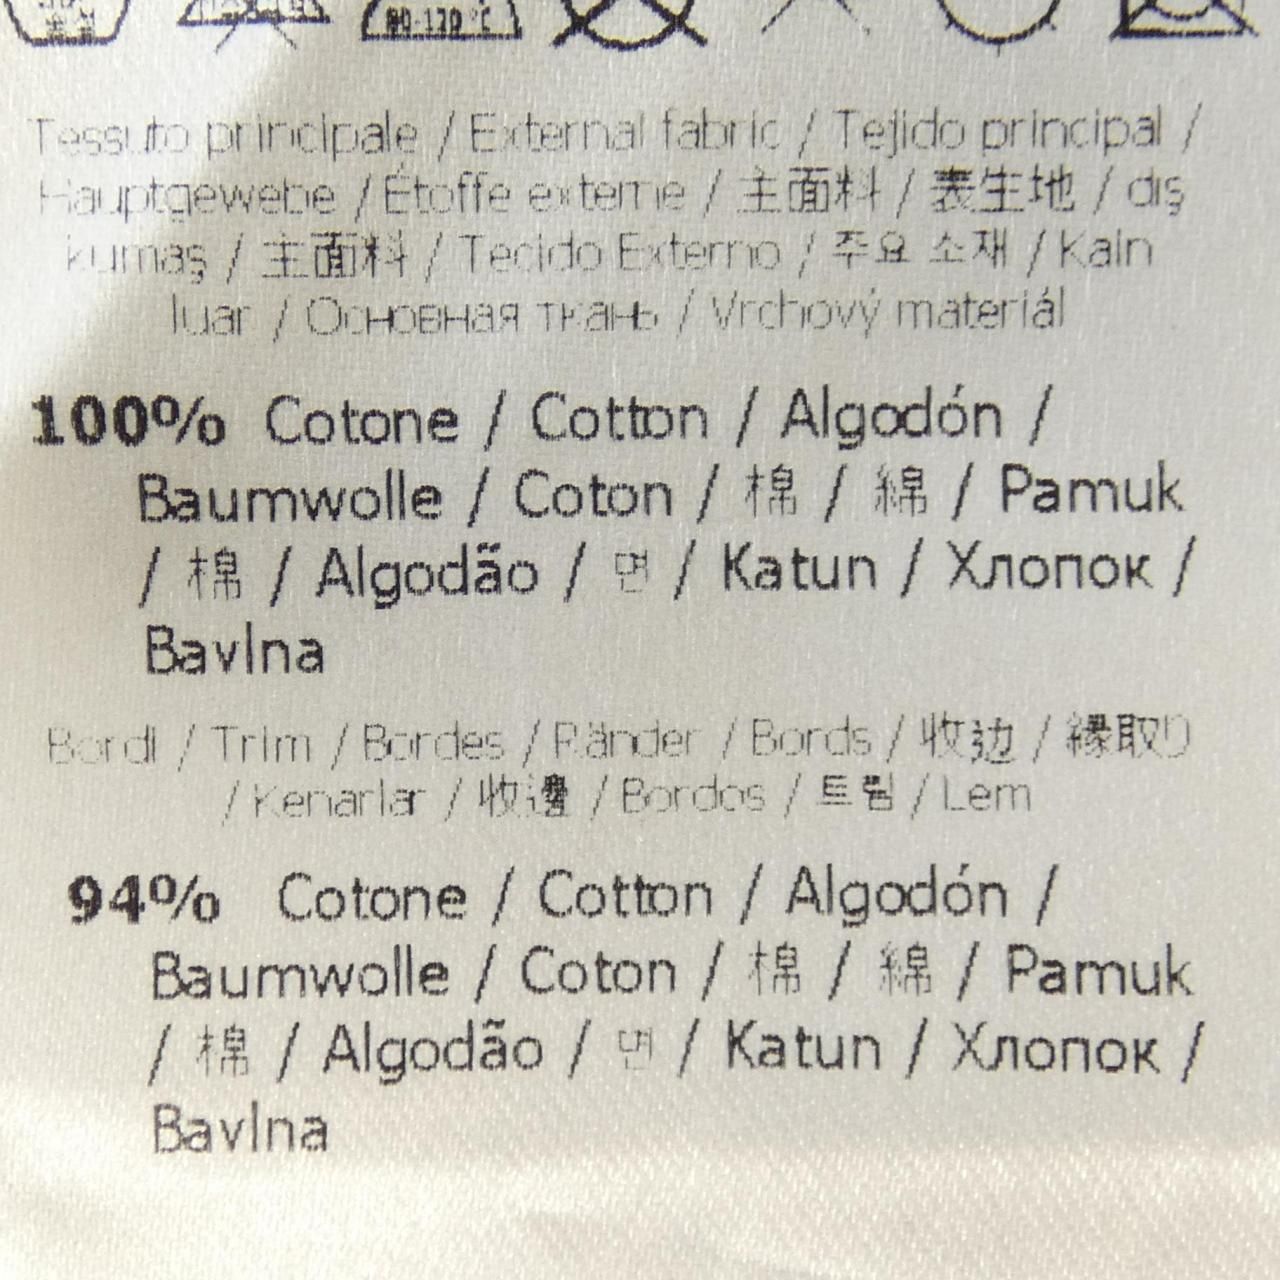 80-120℃
Tessuto principale / External fabric / Tejido principal /
Hauptgewebe / Étoffe externe / 主面料 / 表生地 / dış
kumaş / 主面料 / Tecido Externo / 주요 소재 / Kain
luar / Основная ткань / Vrchový materiál
100% Cotone / Cotton / Algodón /
Baumwolle / Coton / 棉 / 綿 / Pamuk
/ 棉 / Algodão / 면 / Katun / Хлопок /
Bavlna
Bordi / Trim / Bordes / Ränder / Bords / 收边 / 縁取り
/ Kenarlar / 收邊 / Bordos / 트림 / Lem
94% Cotone / Cotton / Algodón /
Baumwolle / Coton / 棉 / 綿 / Pamuk
/ 棉 / Algodão / 면 / Katun / Хлопок /
Bavlna